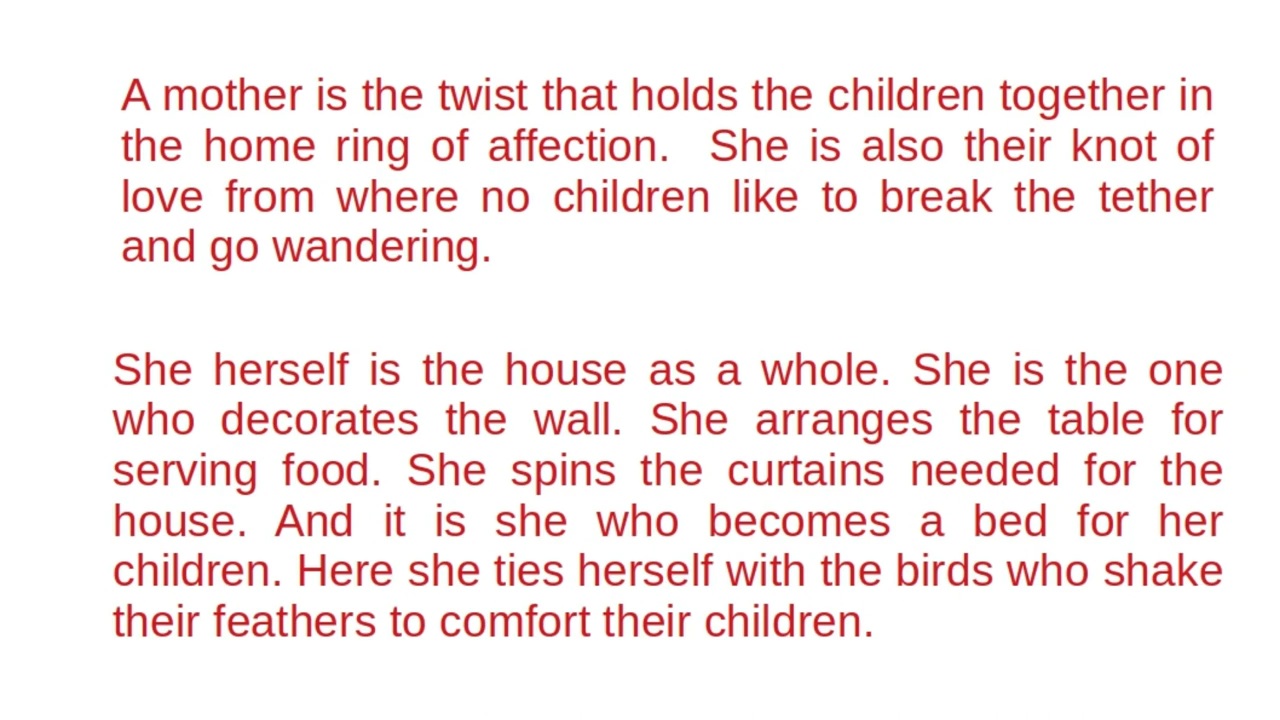 A mother is the twist that holds the children together in
the home ring of affection.  She is also their knot of
love from where no children like to break the tether
and go wandering.
She herself is the house as a whole. She is the one
who decorates the wall. She arranges the table for
serving food. She spins the curtains needed for the
house. And it is she who becomes a bed for her
children. Here she ties herself with the birds who shake
their feathers to comfort their children.